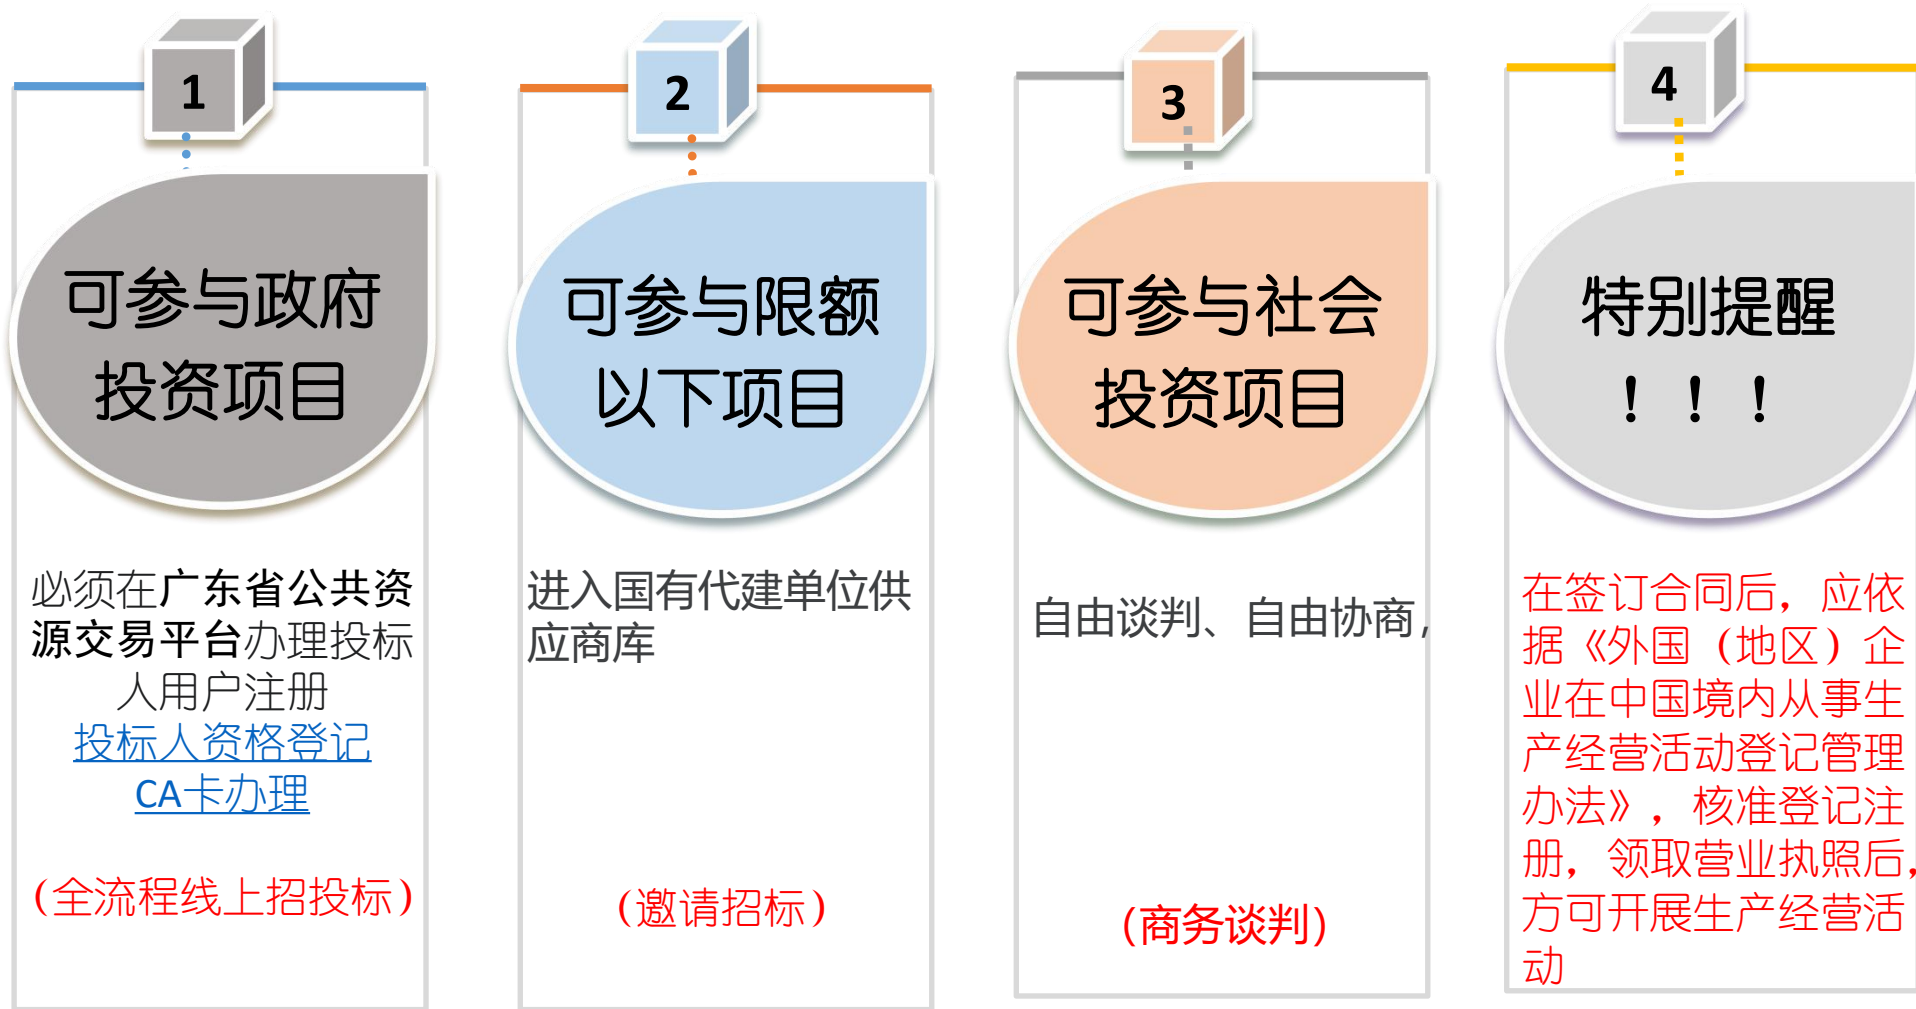 1
可参与政府
投资项目
必须在广东省公共资
源交易平台办理投标
人用户注册
投标人资格登记
CA卡办理
(全流程线上招投标)
2
可参与限额
以下项目
进入国有代建单位供
应商库
(邀请招标)
3
可参与社会
投资项目
自由谈判、自由协商,
(商务谈判)
4
特别提醒
！！！
在签订合同后，应依
据《外国（地区）企
业在中国境内从事生
产经营活动登记管理
办法》，核准登记注
册，领取营业执照后，
方可开展生产经营活
动